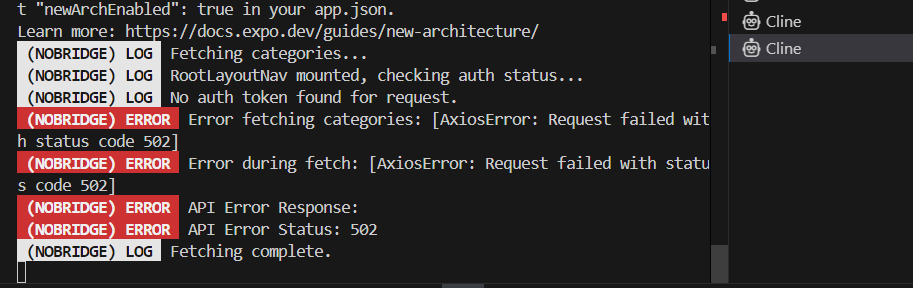 t "newArchEnabled": true in your app.json.
Learn more: https://docs.expo.dev/guides/new-architecture/
(NOBRIDGE) LOG Fetching categories...
(NOBRIDGE) LOG RootLayoutNav mounted, checking auth status...
(NOBRIDGE) LOG No auth token found for request.
(NOBRIDGE) ERROR Error fetching categories: [AxiosError: Request failed wit
h status code 502]
(NOBRIDGE) ERROR Error during fetch: [AxiosError: Request failed with statu
s code 502]
(NOBRIDGE) ERROR API Error Response:
(NOBRIDGE) ERROR API Error Status: 502
(NOBRIDGE) LOG Fetching complete.
Cline
Cline